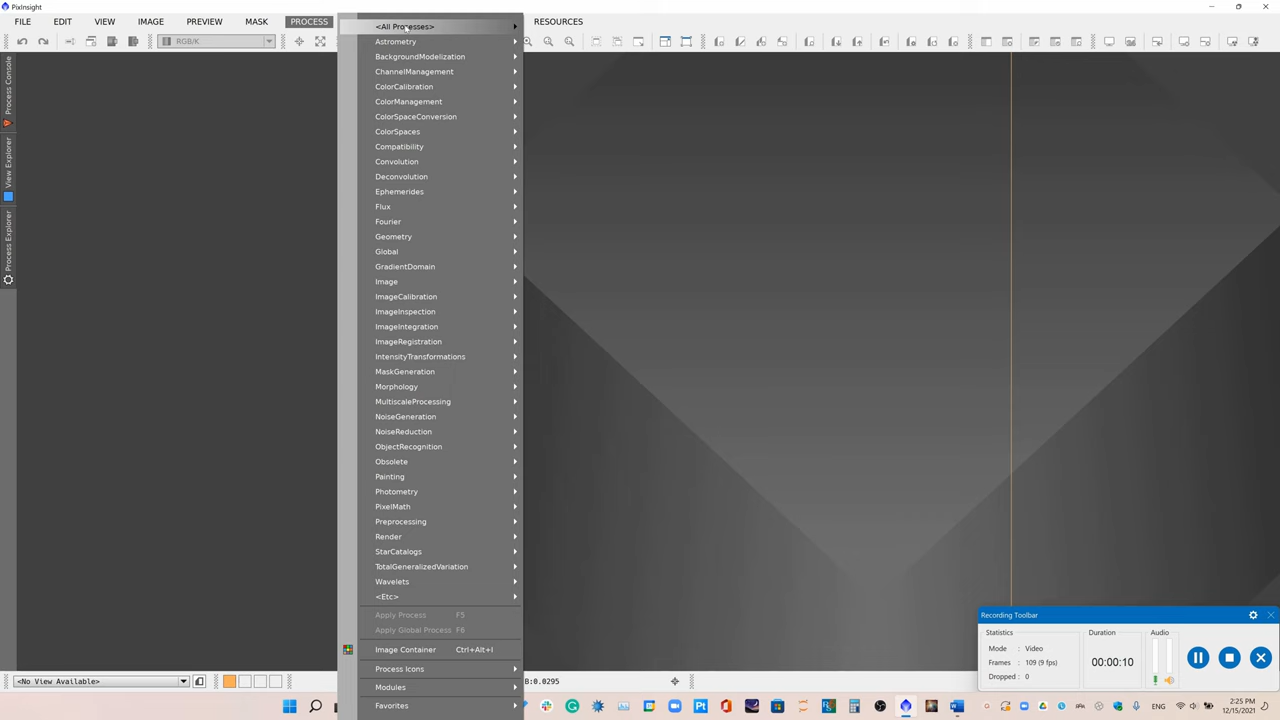 PixInsight
FILE EDIT VIEW IMAGE PREVIEW MASK PROCESS RESOURCES
RGB/K
Process Console
View Explorer
Process Explorer
<All Processes>
Astrometry
BackgroundModelization
ChannelManagement
ColorCalibration
ColorManagement
ColorSpaceConversion
ColorSpaces
Compatibility
Convolution
Deconvolution
Ephemerides
Flux
Fourier
Geometry
Global
GradientDomain
Image
ImageCalibration
ImageInspection
ImageIntegration
ImageRegistration
IntensityTransformations
MaskGeneration
Morphology
MultiscaleProcessing
NoiseGeneration
NoiseReduction
ObjectRecognition
Obsolete
Painting
Photometry
PixelMath
Preprocessing
Render
StarCatalogs
TotalGeneralizedVariation
Wavelets
<Etc>
Apply Process F5
Apply Global Process F6
Image Container Ctrl+Alt+I
Process Icons
Modules
Favorites
Recording Toolbar
Statistics Duration Audio
Mode : Video
Frames : 109 (9 fps)
Dropped : 0
00:00:10
<No View Available>
B:0.0295
ENG
2:25 PM
12/15/2021